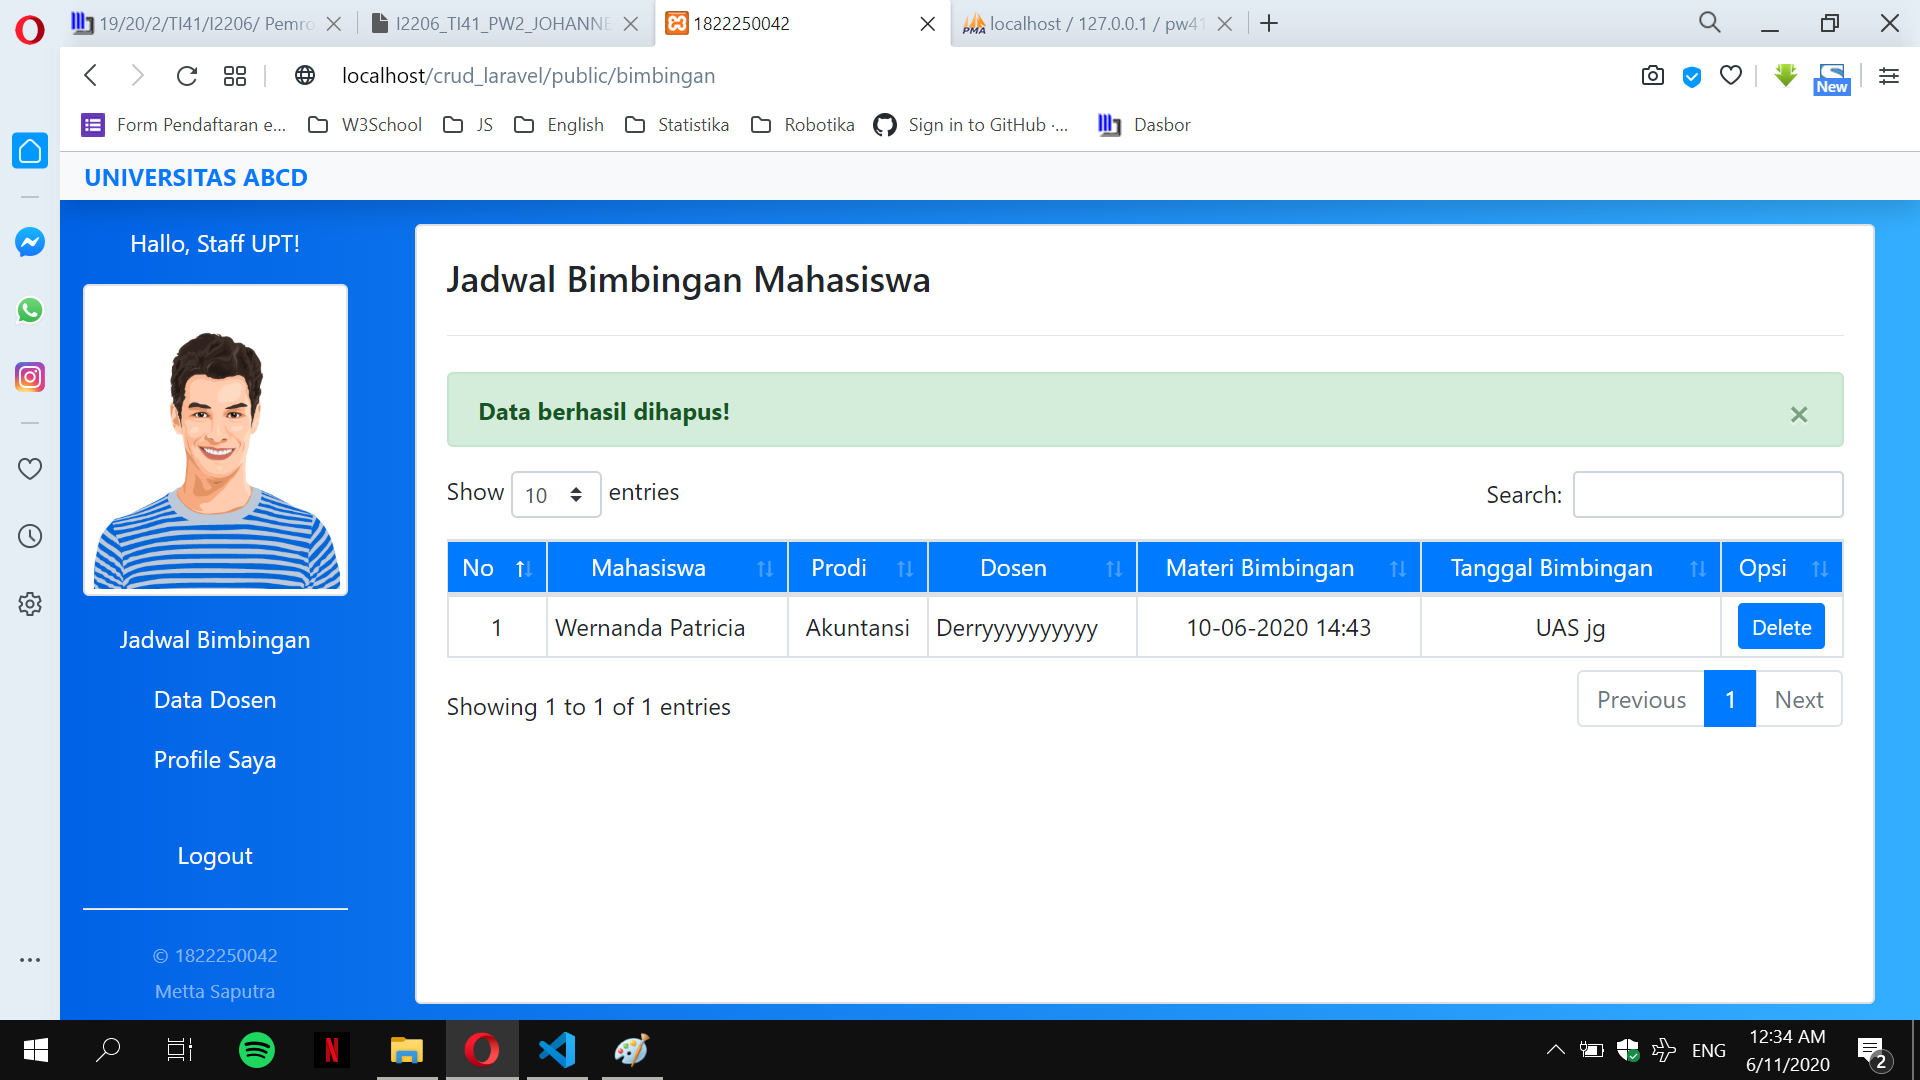 19/20/2/TI41/I2206/ Pemro
I2206_TI41_PW2_JOHANNE
1822250042
localhost / 127.0.0.1 / pw41
localhost/crud_laravel/public/bimbingan
New
Form Pendaftaran e...
W3School
JS
English
Statistika
Robotika
Sign in to GitHub ·...
Dasbor
UNIVERSITAS ABCD
Hallo, Staff UPT!
Jadwal Bimbingan
Data Dosen
Profile Saya
Logout
© 1822250042
Metta Saputra
Jadwal Bimbingan Mahasiswa
Data berhasil dihapus!
×
Show 10 entries
Search:
No Mahasiswa Prodi Dosen Materi Bimbingan Tanggal Bimbingan Opsi
1 Wernanda Patricia Akuntansi Derryyyyyyyyyy 10-06-2020 14:43 UAS jg Delete
Showing 1 to 1 of 1 entries
Previous 1 Next
ENG
12:34 AM
6/11/2020
2